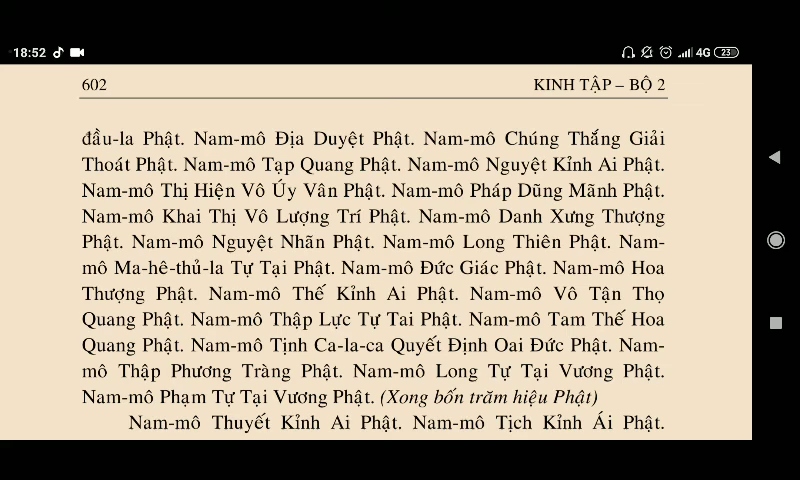 18:52
4G 23
602 KINH TẬP – BỘ 2
đầu-la Phật. Nam-mô Địa Duyệt Phật. Nam-mô Chúng Thắng Giải
Thoát Phật. Nam-mô Tạp Quang Phật. Nam-mô Nguyệt Kỉnh Ai Phật.
Nam-mô Thị Hiện Vô Úy Vân Phật. Nam-mô Pháp Dũng Mãnh Phật.
Nam-mô Khai Thị Vô Lượng Trí Phật. Nam-mô Danh Xưng Thượng
Phật. Nam-mô Nguyệt Nhãn Phật. Nam-mô Long Thiên Phật. Nam-
mô Ma-hê-thủ-la Tự Tại Phật. Nam-mô Đức Giác Phật. Nam-mô Hoa
Thượng Phật. Nam-mô Thế Kỉnh Ai Phật. Nam-mô Vô Tận Thọ
Quang Phật. Nam-mô Thập Lực Tự Tai Phật. Nam-mô Tam Thế Hoa
Quang Phật. Nam-mô Tịnh Ca-la-ca Quyết Định Oai Đức Phật. Nam-
mô Thập Phương Tràng Phật. Nam-mô Long Tự Tại Vương Phật.
Nam-mô Phạm Tự Tại Vương Phật. (Xong bốn trăm hiệu Phật)
Nam-mô Thuyết Kỉnh Ai Phật. Nam-mô Tịch Kỉnh Ái Phật.